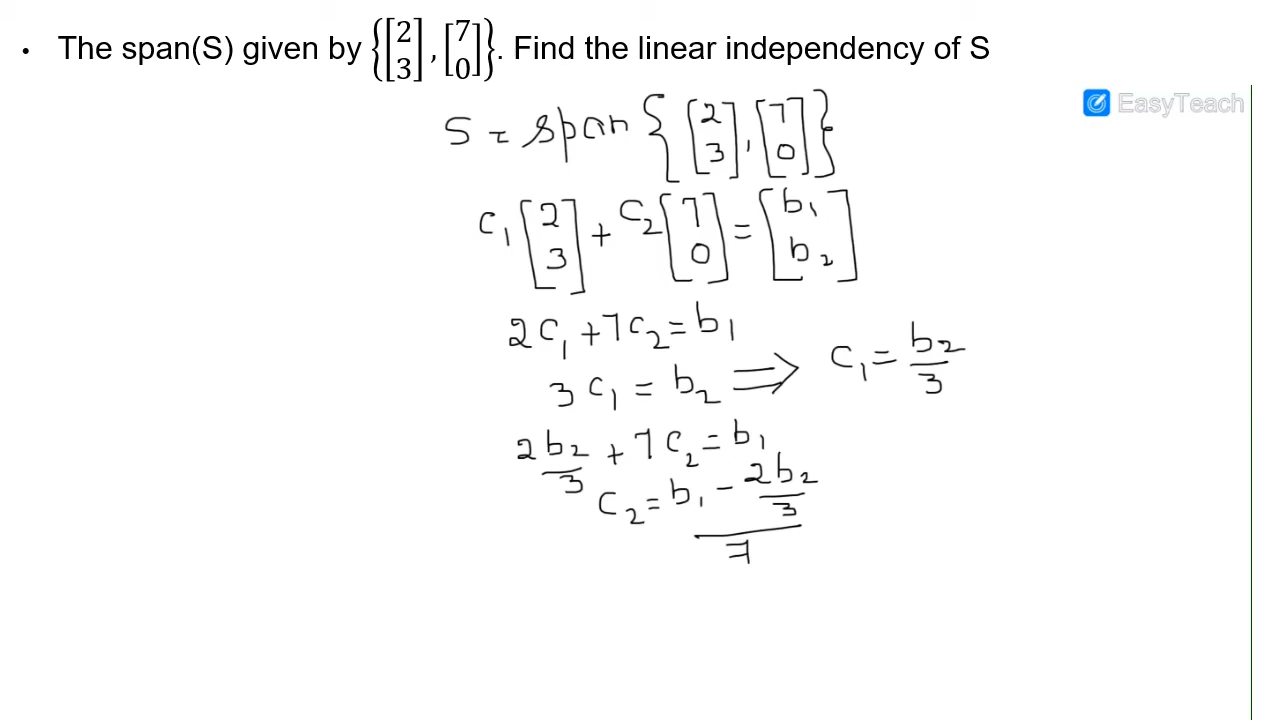 • The span(S) given by {[2 3], [7 0]}. Find the linear independency of S
EasyTeach
S = span {[2 3], [7 0]}
c₁ [2 3] + c₂ [7 0] = [b₁ b₂]
2c₁ + 7c₂ = b₁
3c₁ = b₂ ⇒ c₁ = b₂/3
2b₂/3 + 7c₂ = b₁
c₂ = (b₁ - 2b₂/3)/7